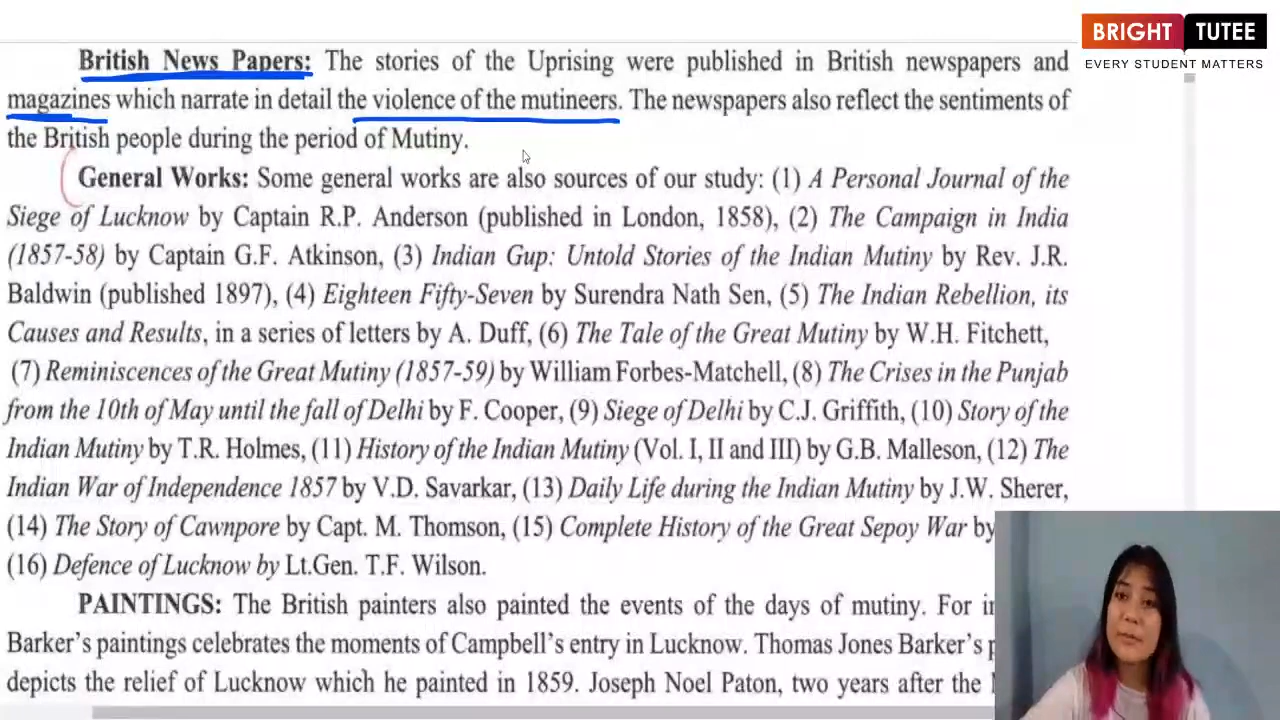 BRIGHT TUTEE
EVERY STUDENT MATTERS
British News Papers: The stories of the Uprising were published in British newspapers and
magazines which narrate in detail the violence of the mutineers. The newspapers also reflect the sentiments of
the British people during the period of Mutiny.
General Works: Some general works are also sources of our study: (1) A Personal Journal of the
Siege of Lucknow by Captain R.P. Anderson (published in London, 1858), (2) The Campaign in India
(1857-58) by Captain G.F. Atkinson, (3) Indian Gup: Untold Stories of the Indian Mutiny by Rev. J.R.
Baldwin (published 1897), (4) Eighteen Fifty-Seven by Surendra Nath Sen, (5) The Indian Rebellion, its
Causes and Results, in a series of letters by A. Duff, (6) The Tale of the Great Mutiny by W.H. Fitchett,
(7) Reminiscences of the Great Mutiny (1857-59) by William Forbes-Matchell, (8) The Crises in the Punjab
from the 10th of May until the fall of Delhi by F. Cooper, (9) Siege of Delhi by C.J. Griffith, (10) Story of the
Indian Mutiny by T.R. Holmes, (11) History of the Indian Mutiny (Vol. I, II and III) by G.B. Malleson, (12) The
Indian War of Independence 1857 by V.D. Savarkar, (13) Daily Life during the Indian Mutiny by J.W. Sherer,
(14) The Story of Cawnpore by Capt. M. Thomson, (15) Complete History of the Great Sepoy War by
(16) Defence of Lucknow by Lt.Gen. T.F. Wilson.
PAINTINGS: The British painters also painted the events of the days of mutiny. For
Barker's paintings celebrates the moments of Campbell's entry in Lucknow. Thomas Jones Barker's
depicts the relief of Lucknow which he painted in 1859. Joseph Noel Paton, two years after the